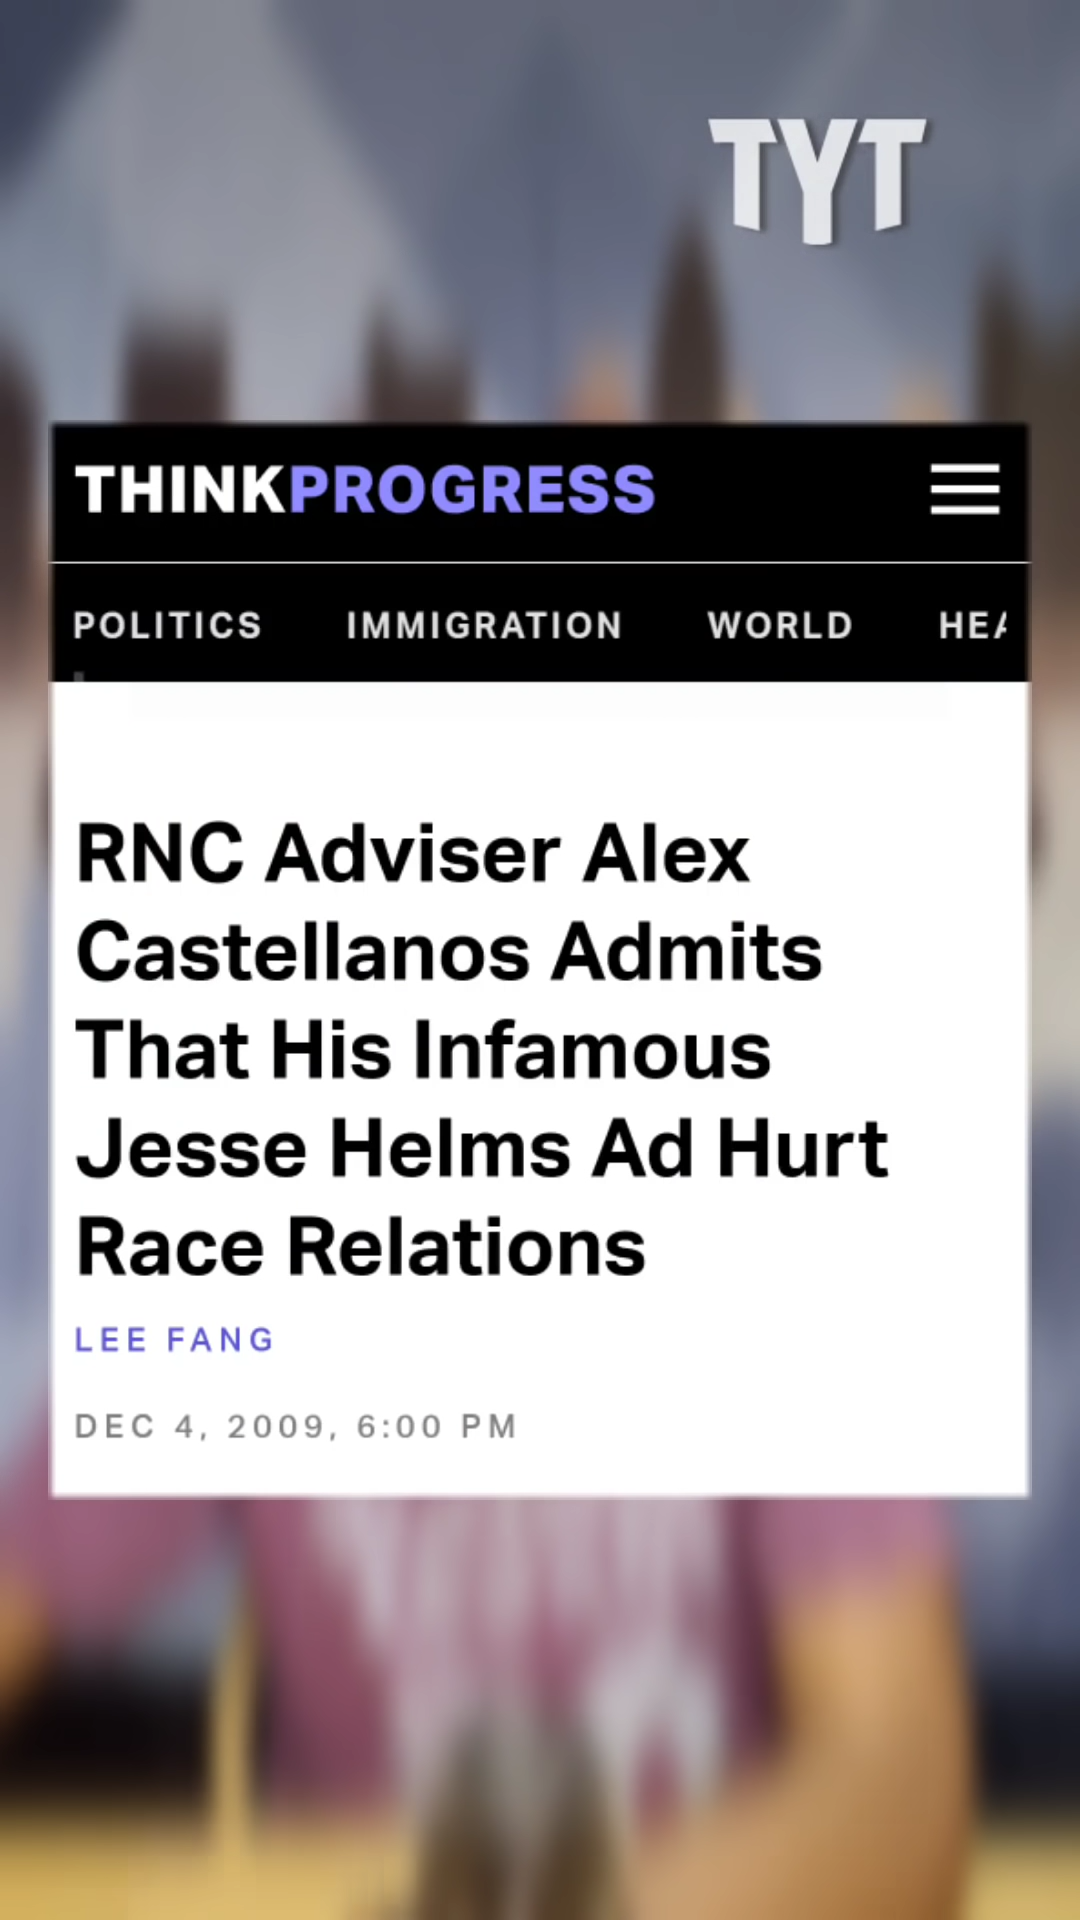 TYT
THINKPROGRESS
POLITICS IMMIGRATION WORLD HEA
RNC Adviser Alex
Castellanos Admits
That His Infamous
Jesse Helms Ad Hurt
Race Relations
LEE FANG
DEC 4, 2009, 6:00 PM